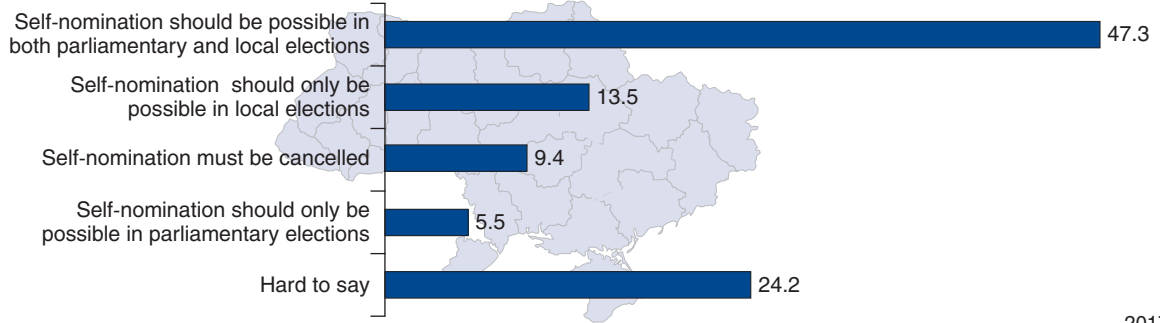 Self-nomination should be possible in
both parliamentary and local elections
47.3
Self-nomination should only be
possible in local elections
13.5
Self-nomination must be cancelled
9.4
Self-nomination should only be
possible in parliamentary elections
5.5
Hard to say
24.2